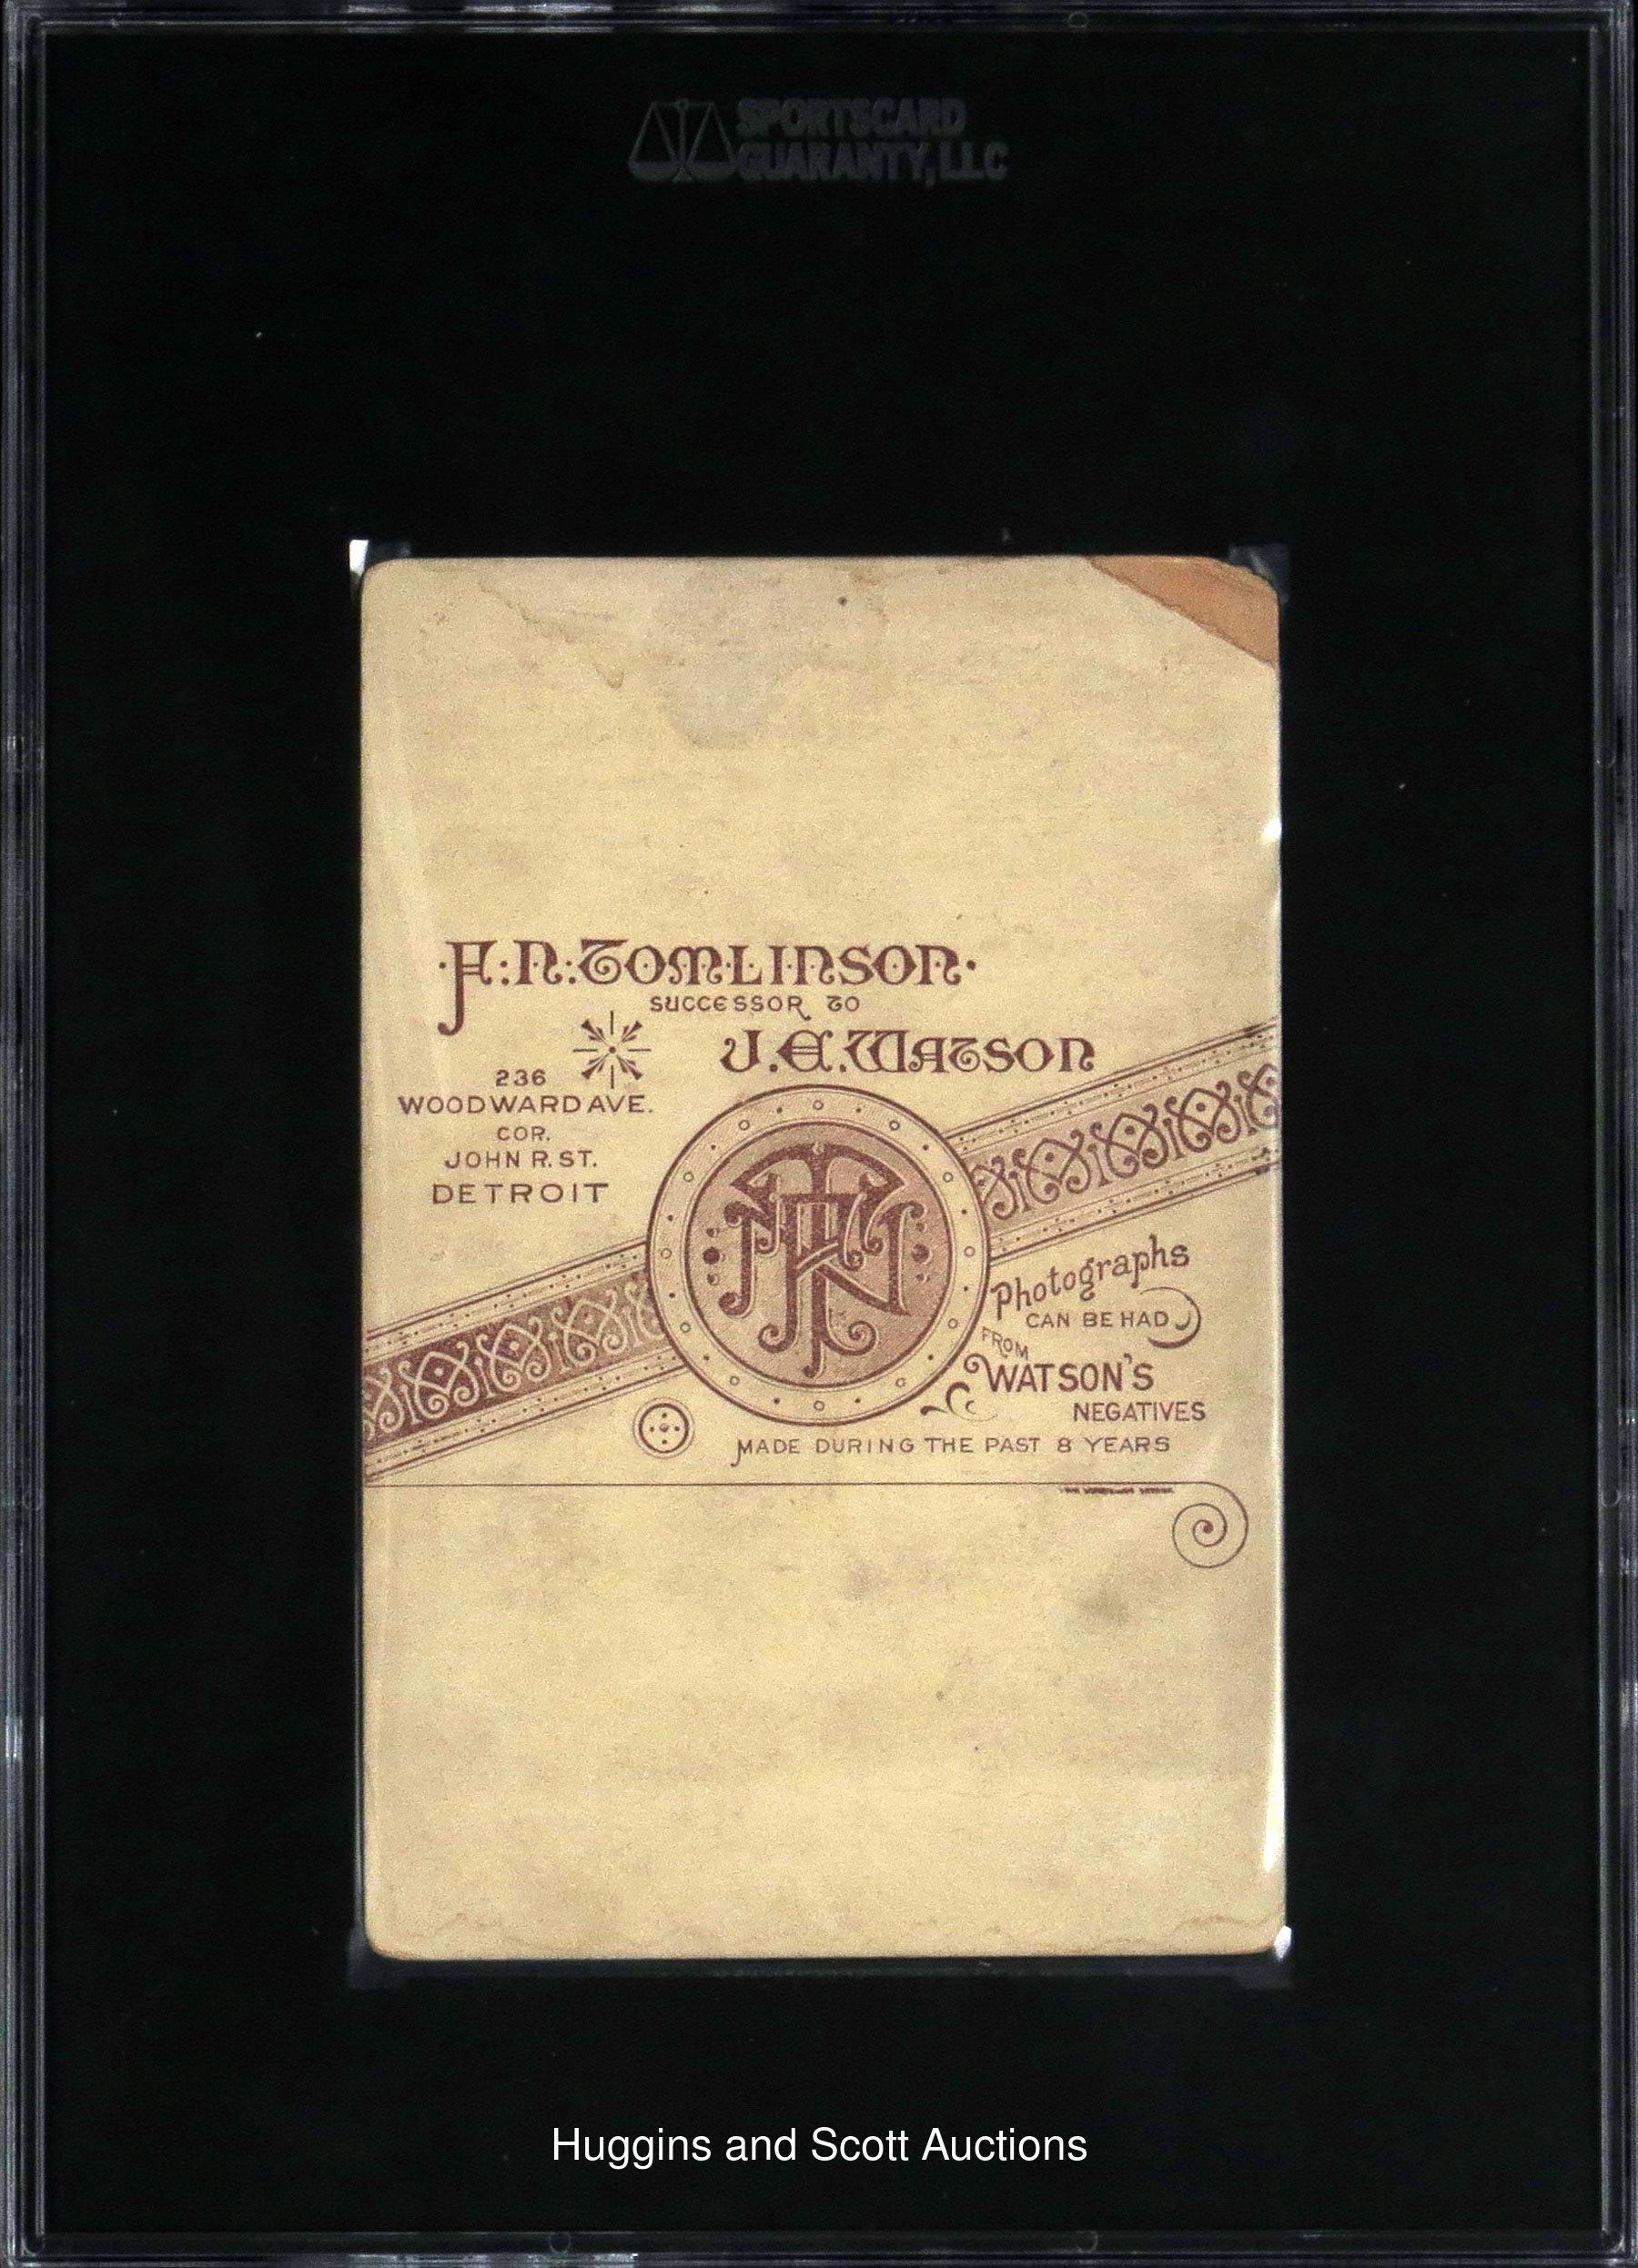 SPORTSCARD
GUARANTY, LLC
F.N. TOMLINSON
SUCCESSOR TO
J.E. WATSON
236
WOODWARD AVE.
COR.
JOHN R. ST.
DETROIT
Photographs
CAN BE HAD
FROM
WATSON'S
NEGATIVES
MADE DURING THE PAST 8 YEARS
Huggins and Scott Auctions